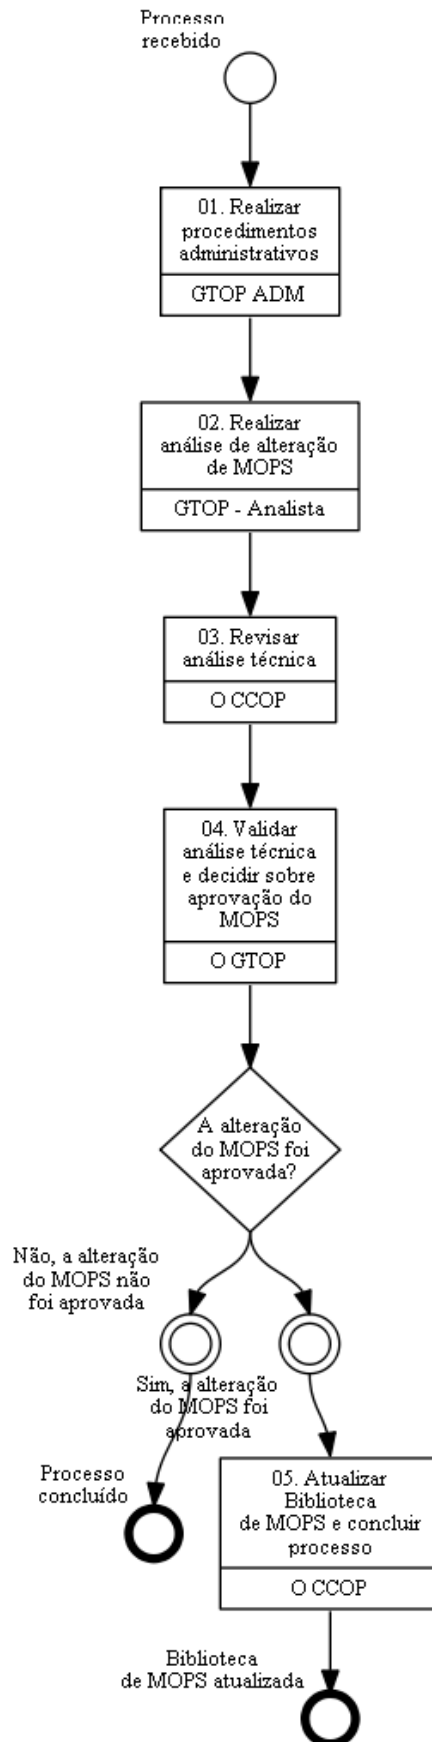 Processo
recebido
01. Realizar
procedimentos
administrativos
GTOP ADM
02. Realizar
análise de alteração
de MOPS
GTOP - Analista
03. Revisar
análise técnica
O CCOP
04. Validar
análise técnica
e decidir sobre
aprovação do
MOPS
O GTOP
A alteração
do MOPS foi
aprovada?
Não, a alteração
do MOPS não
foi aprovada
Sim, a alteração
do MOPS foi
aprovada
Processo
concluído
05. Atualizar
Biblioteca
de MOPS e concluir
processo
O CCOP
Biblioteca
de MOPS atualizada